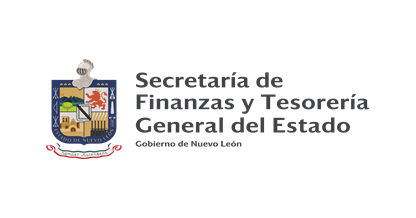 Secretaría de
Finanzas y Tesorería
General del Estado
Gobierno de Nuevo León